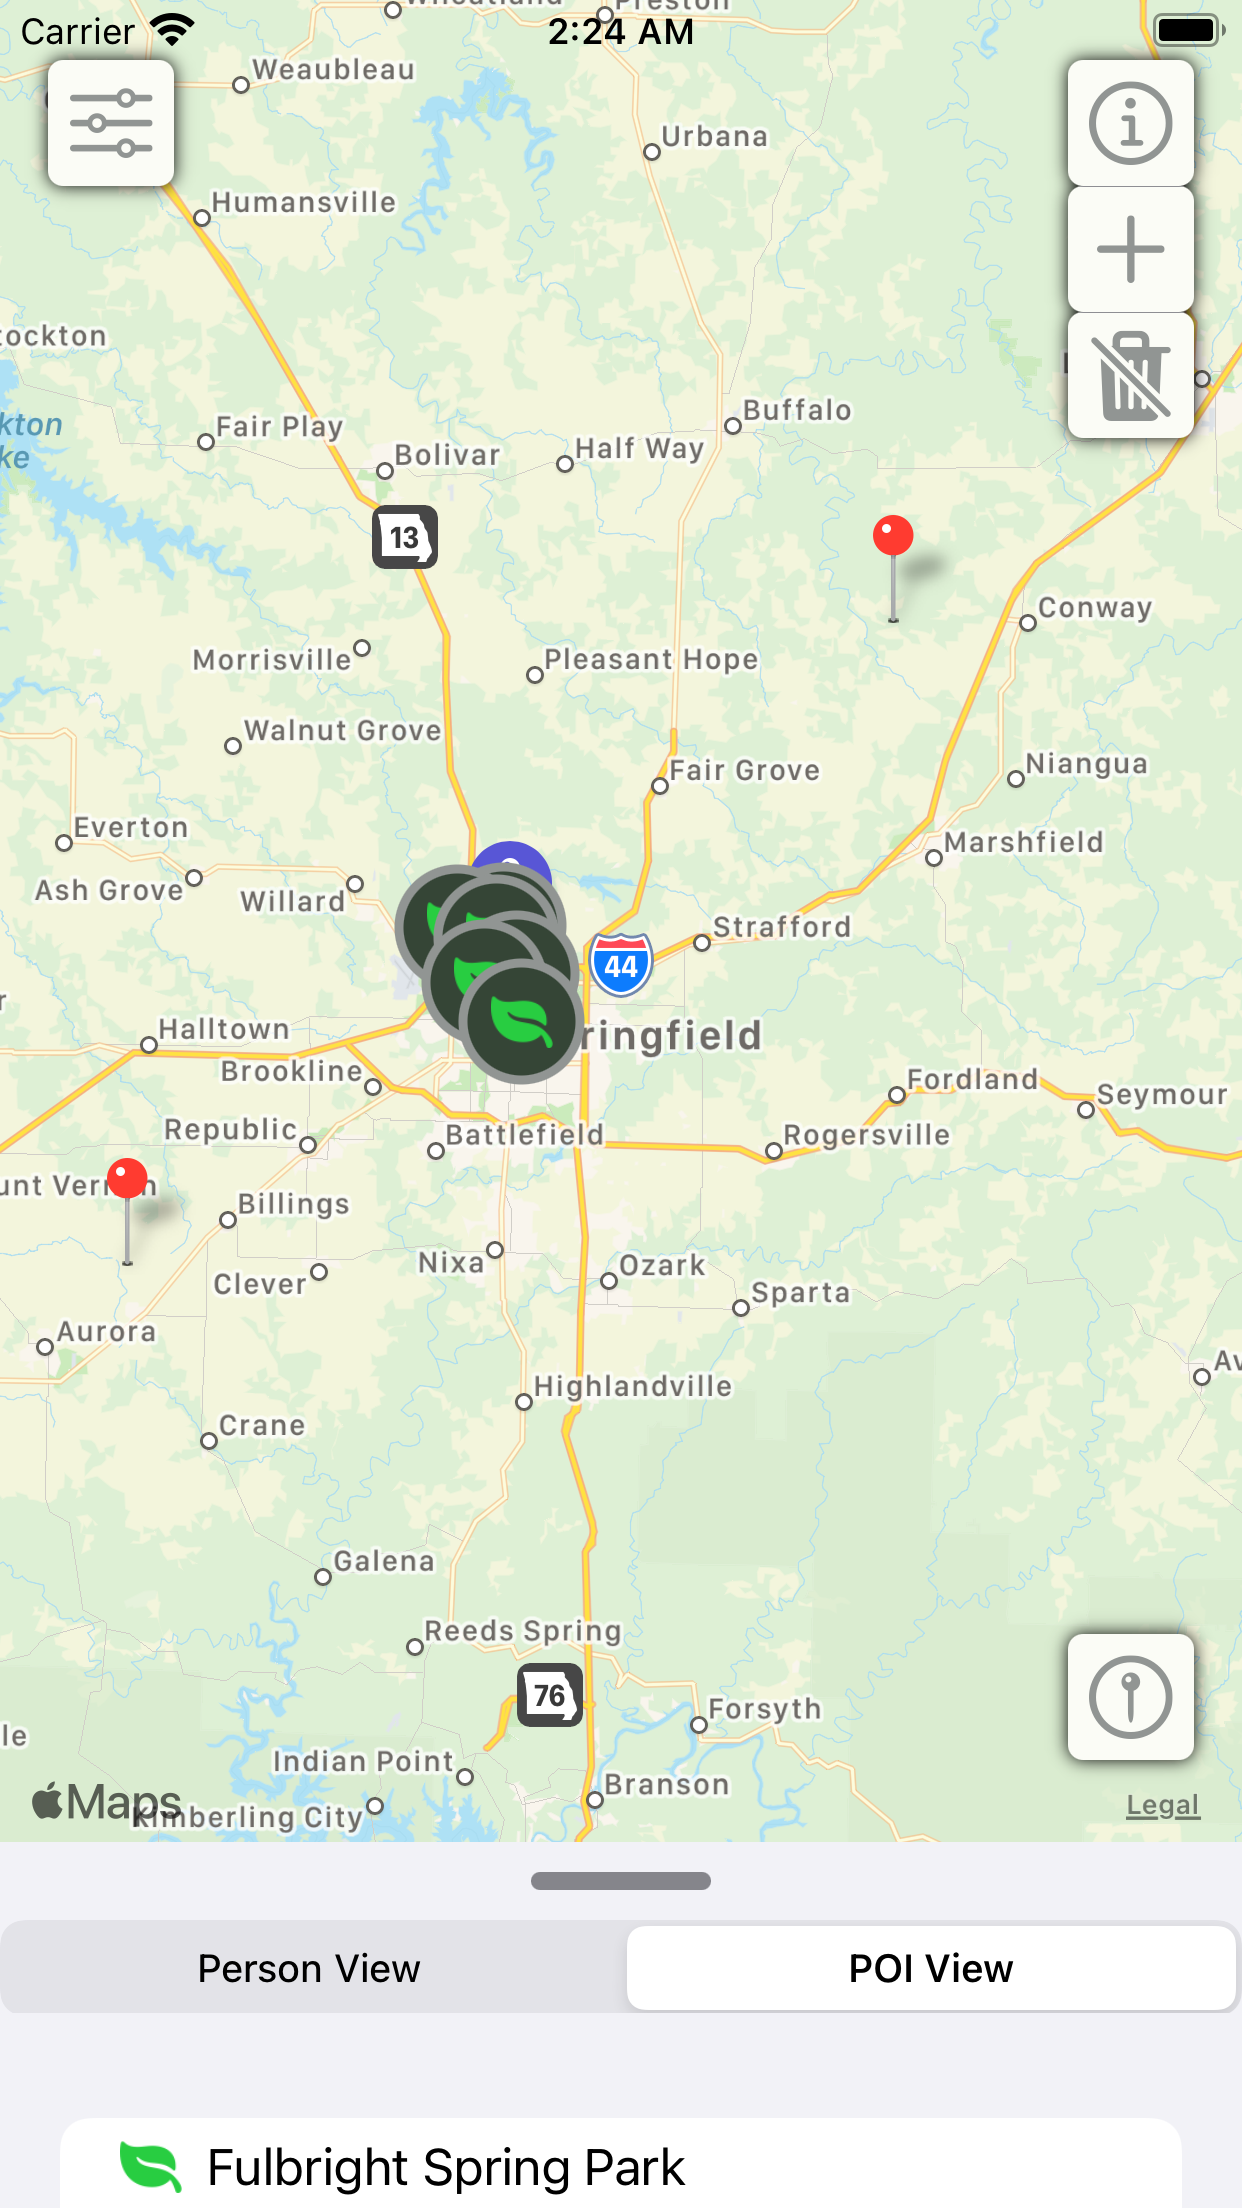 Wheatland
Preston
Carrier
2:24 AM
Weaubleau
Urbana
Humansville
tockton
kton
ke
Fair Play
Buffalo
Bolivar
Half Way
13
Conway
Morrisville
Pleasant Hope
Walnut Grove
Niangua
Fair Grove
Everton
Marshfield
Ash Grove
Willard
Strafford
44
Halltown
ringfield
Brookline
Fordland
Seymour
Republic
Battlefield
Rogersville
unt Vernon
Billings
Nixa
Ozark
Clever
Sparta
Aurora
Av
Highlandville
Crane
Galena
Reeds Spring
76
Forsyth
le
Indian Point
Branson
Maps
Kimberling City
Legal
Person View
POI View
Fulbright Spring Park